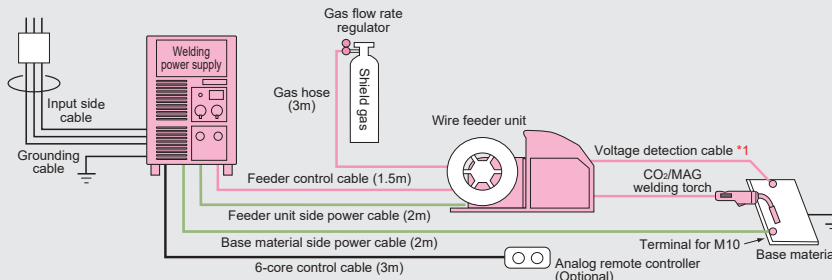 Gas flow rate
regulator
Welding
power supply
Shield gas
Gas hose
(3m)
Input side
cable
Wire feeder unit
Voltage detection cable *1
Grounding
cable
CO₂/MAG
welding torch
Feeder control cable (1.5m)
Feeder unit side power cable (2m)
Base material side power cable (2m)
Terminal for M10
Base material
6-core control cable (3m)
Analog remote controller
(Optional)